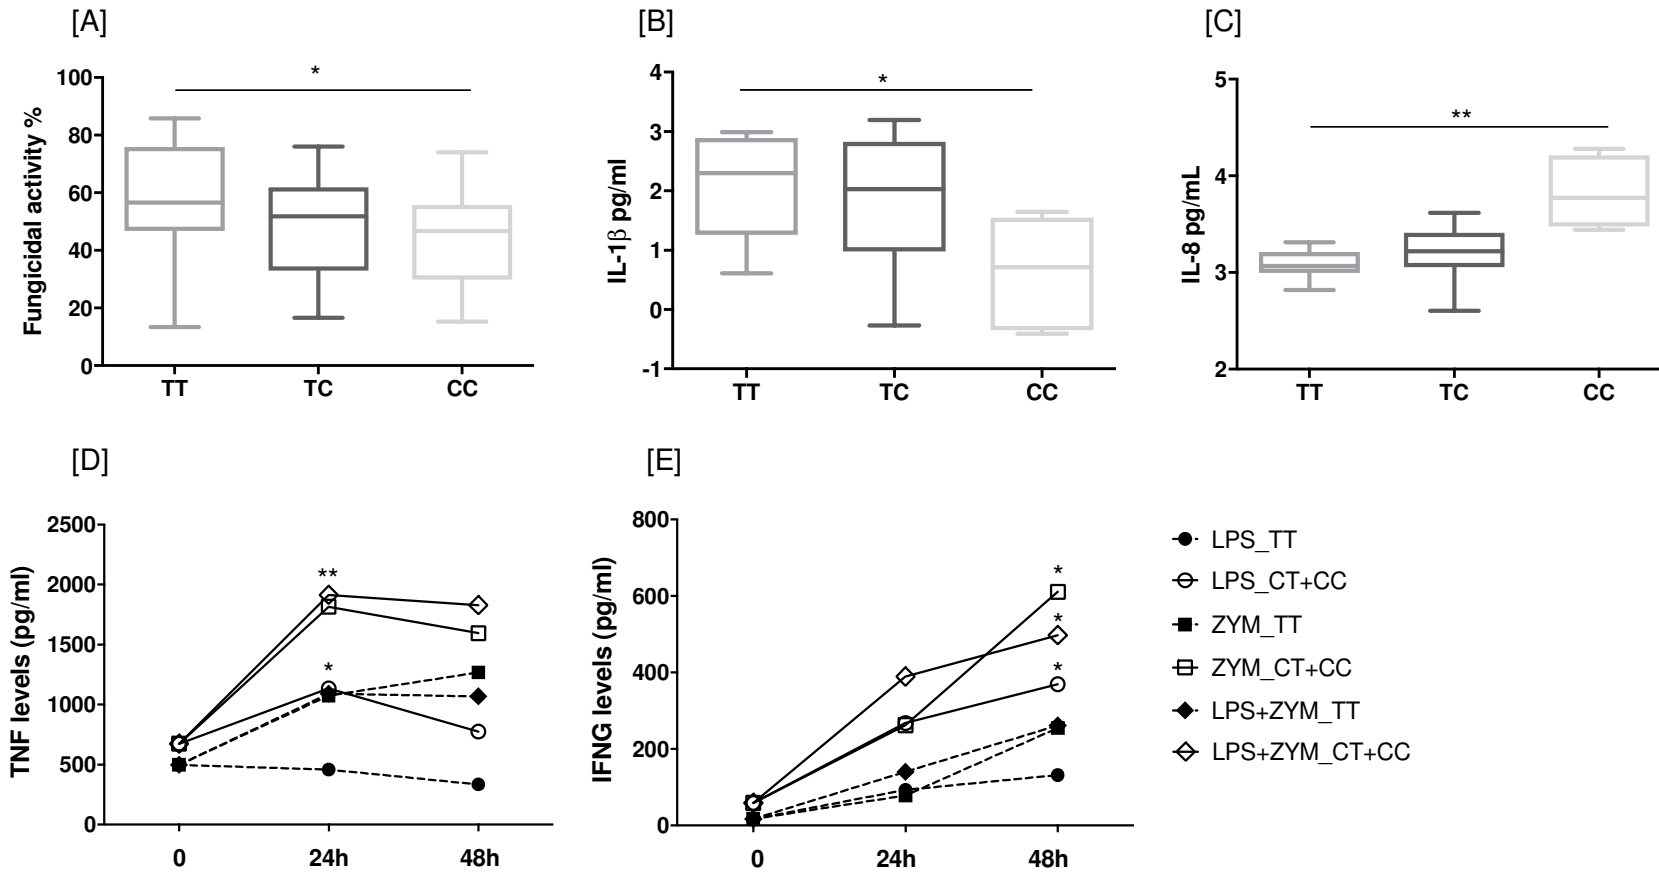 [A]
[B]
[C]
Fungicidal activity %
100
80
60
40
20
0
*
TT
TC
CC
IL-1β pg/ml
4
3
2
1
0
-1
*
TT
TC
CC
IL-8 pg/mL
5
4
3
2
**
TT
TC
CC
[D]
[E]
TNF levels (pg/ml)
2500
2000
1500
1000
500
0
**
*
0
24h
48h
IFNG levels (pg/ml)
800
600
400
200
0
*
*
*
0
24h
48h
LPS_TT
LPS_CT+CC
ZYM_TT
ZYM_CT+CC
LPS+ZYM_TT
LPS+ZYM_CT+CC